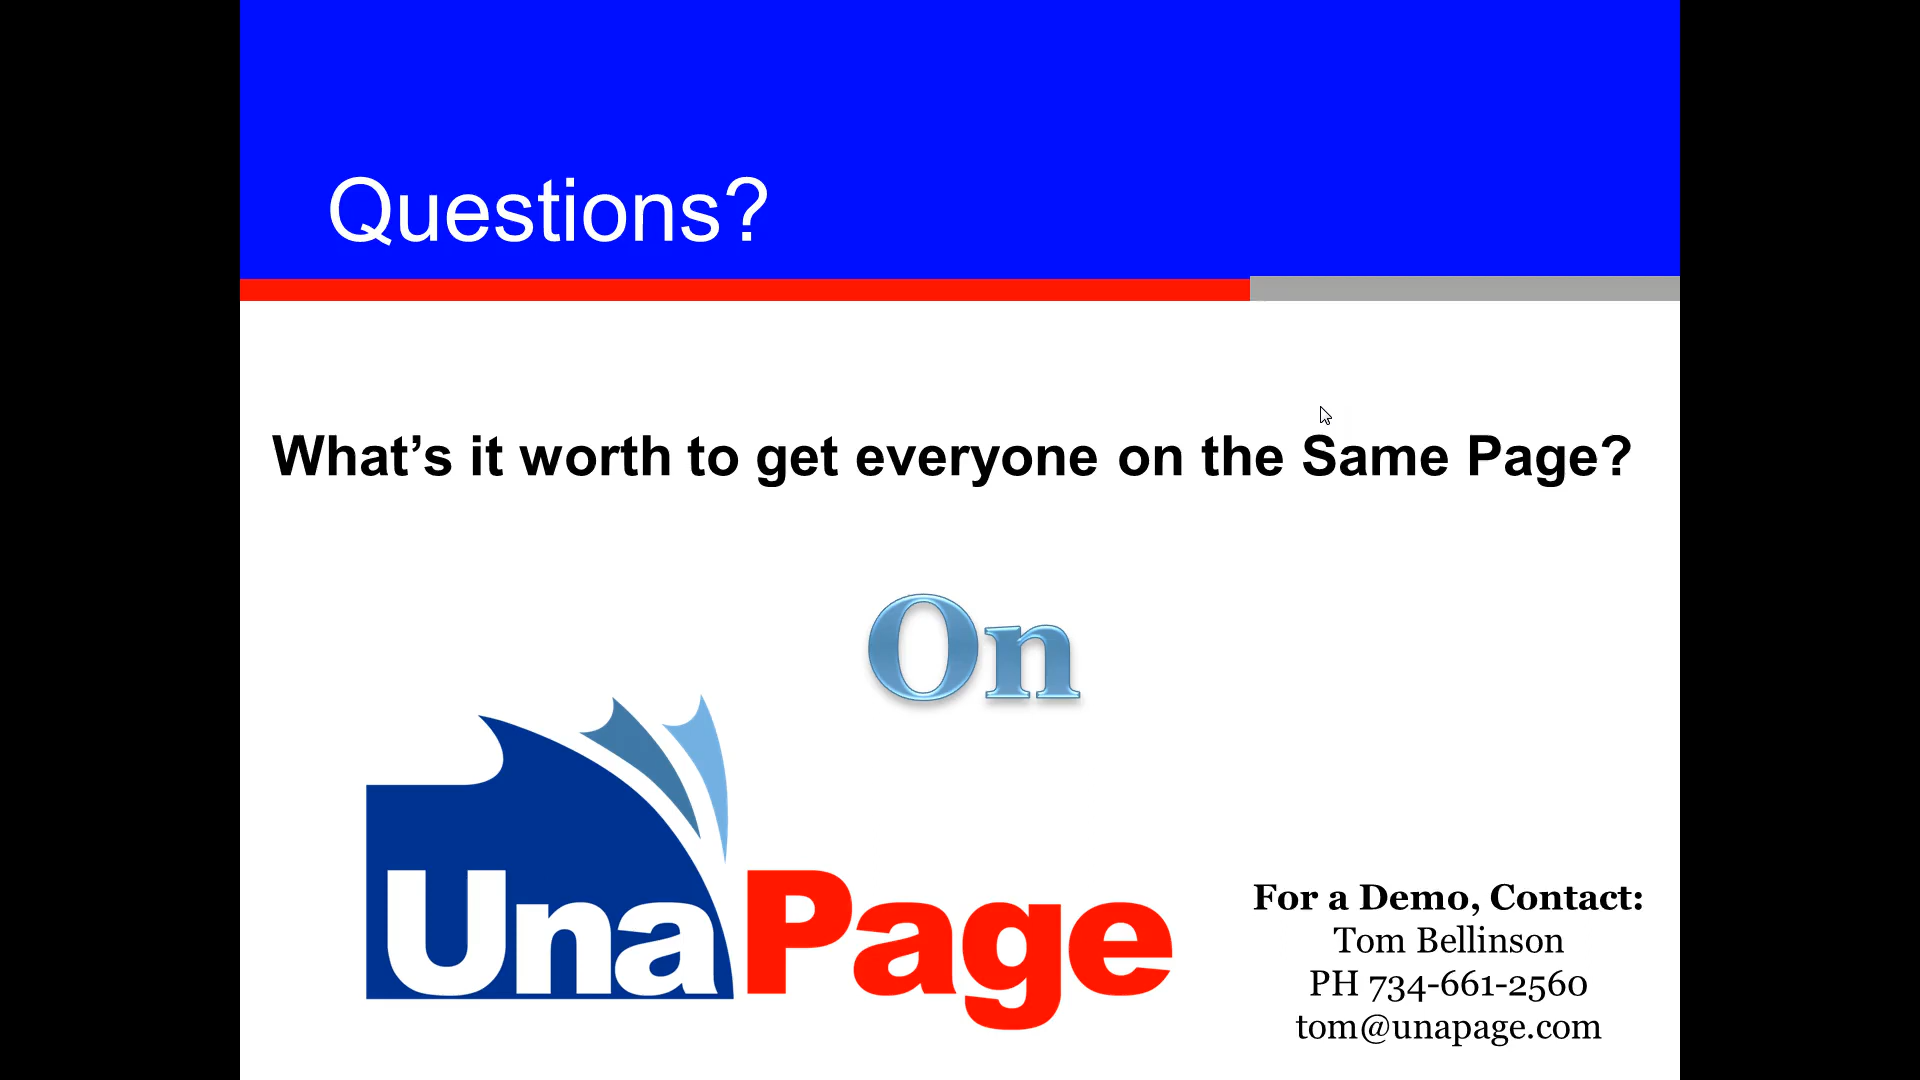 Questions?
What’s it worth to get everyone on the Same Page?
On
UnaPage
For a Demo, Contact:
Tom Bellinson
PH 734-661-2560
tom@unapage.com